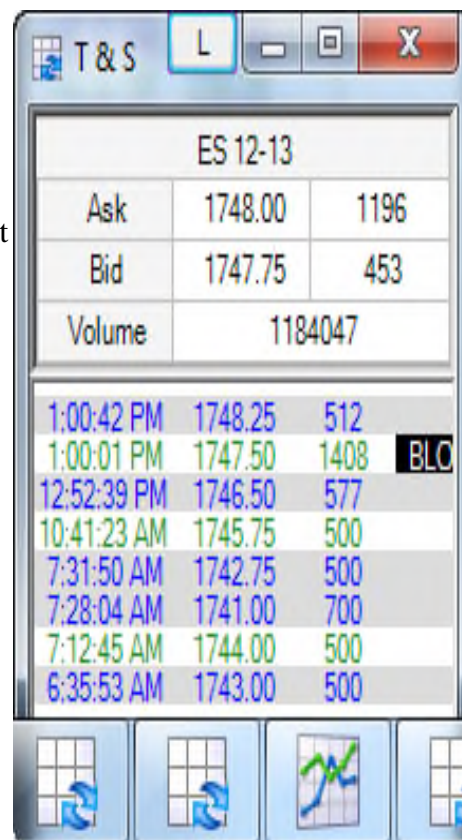 T & S L
t
ES 12-13
Ask 1748.00 1196
Bid 1747.75 453
Volume 1184047
1:00:42 PM 1748.25 512
1:00:01 PM 1747.50 1408 BLO
12:52:39 PM 1746.50 577
10:41:23 AM 1745.75 500
7:31:50 AM 1742.75 500
7:28:04 AM 1741.00 700
7:12:45 AM 1744.00 500
6:35:53 AM 1743.00 500